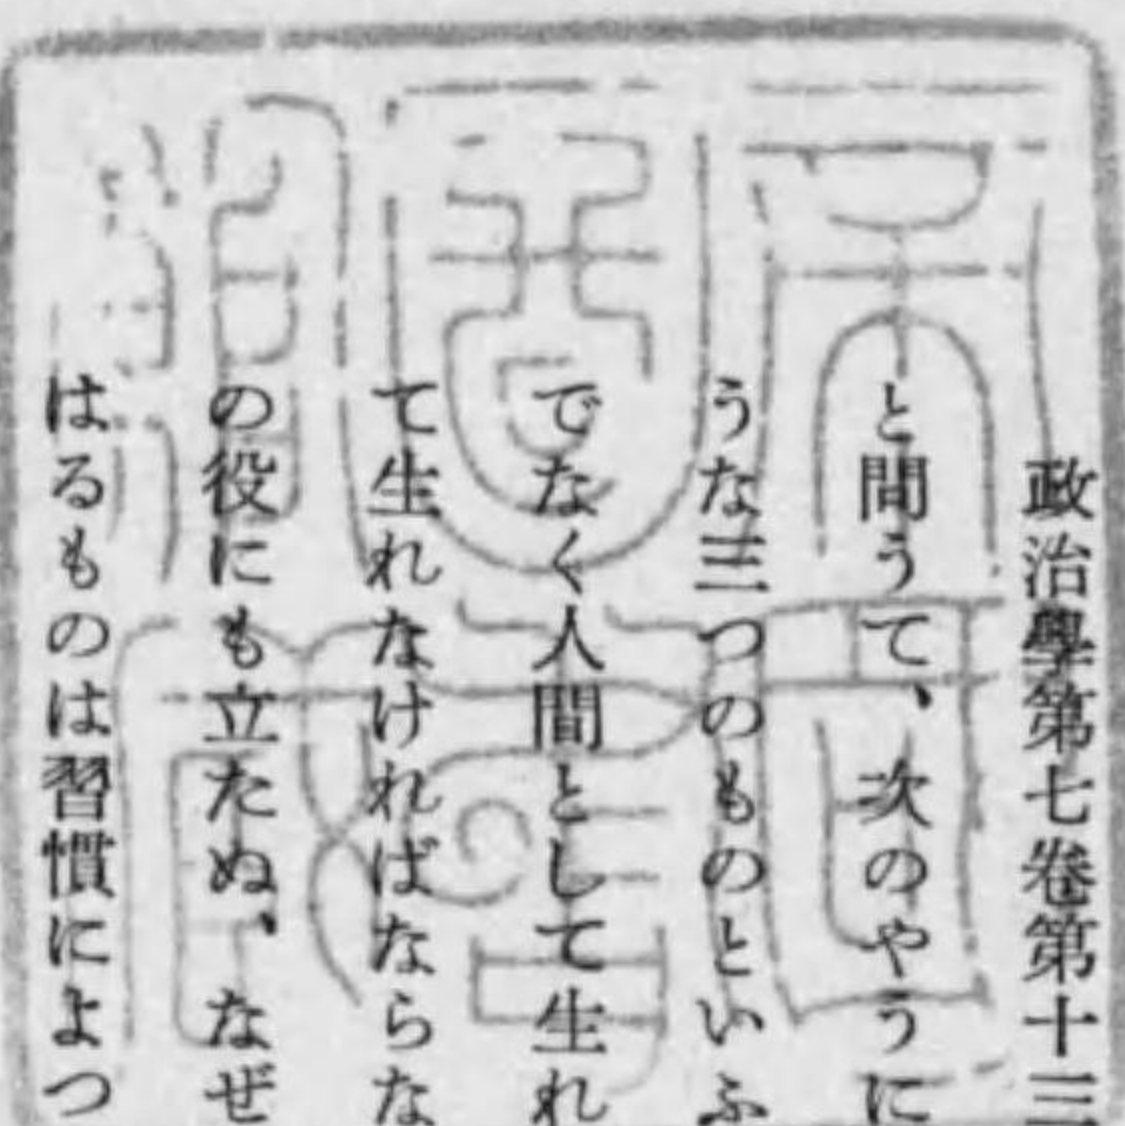 政治學第七卷第十三
と間うて、次のやうに
うな三つのものといふ
でなく人間として生れ
て生れなければならな
の役にも立たぬ、なぜ
はるものは習慣によつ